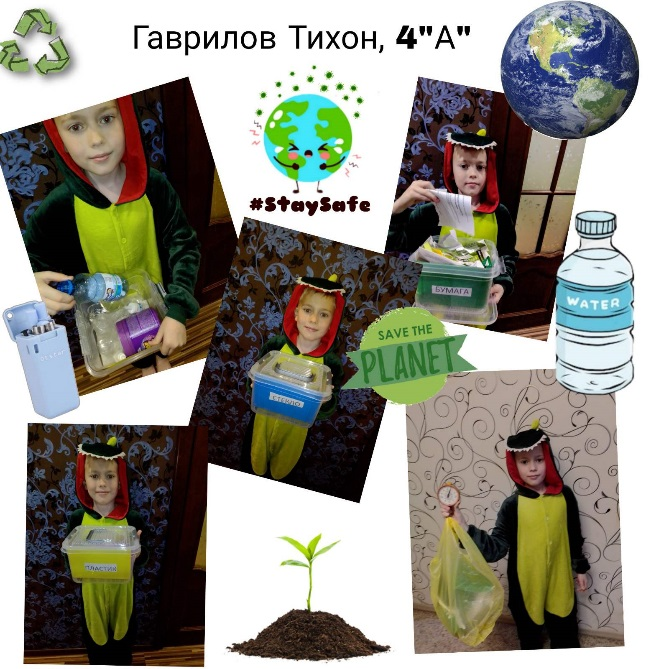 Гаврилов Тихон, 4"А"
#StaySafe
БУМАГА
WATER
SAVE THE
PLANET
СТЕКЛО
ПЛАСТИК